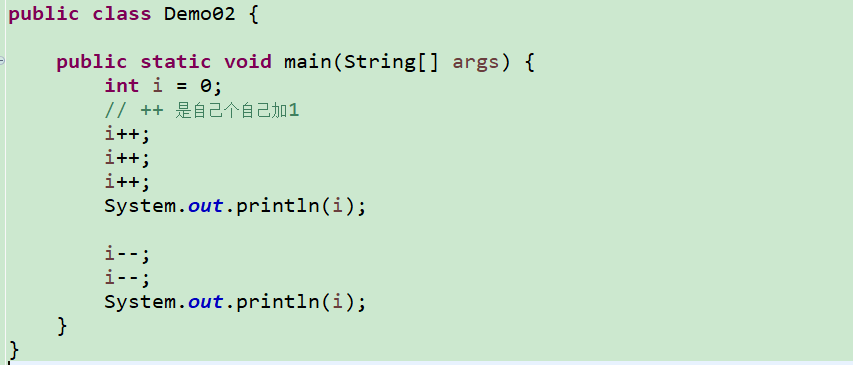 public class Demo02 {
public static void main(String[] args) {
int i = 0;
// ++ 是自己个自己加1
i++;
i++;
i++;
System.out.println(i);
i--;
i--;
System.out.println(i);
}
}